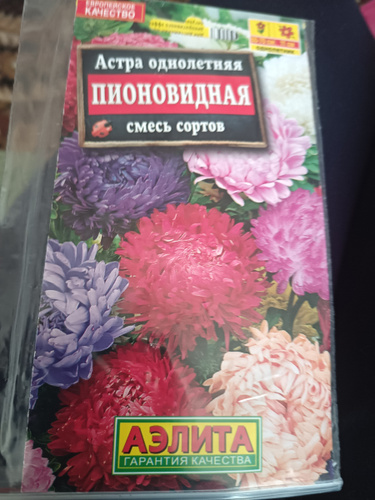 ЕВРОПЕЙСКОЕ
КАЧЕСТВО
Астра однолетняя
ПИОНОВИДНАЯ
смесь сортов
АЭЛИТА
ГАРАНТИЯ КАЧЕСТВА